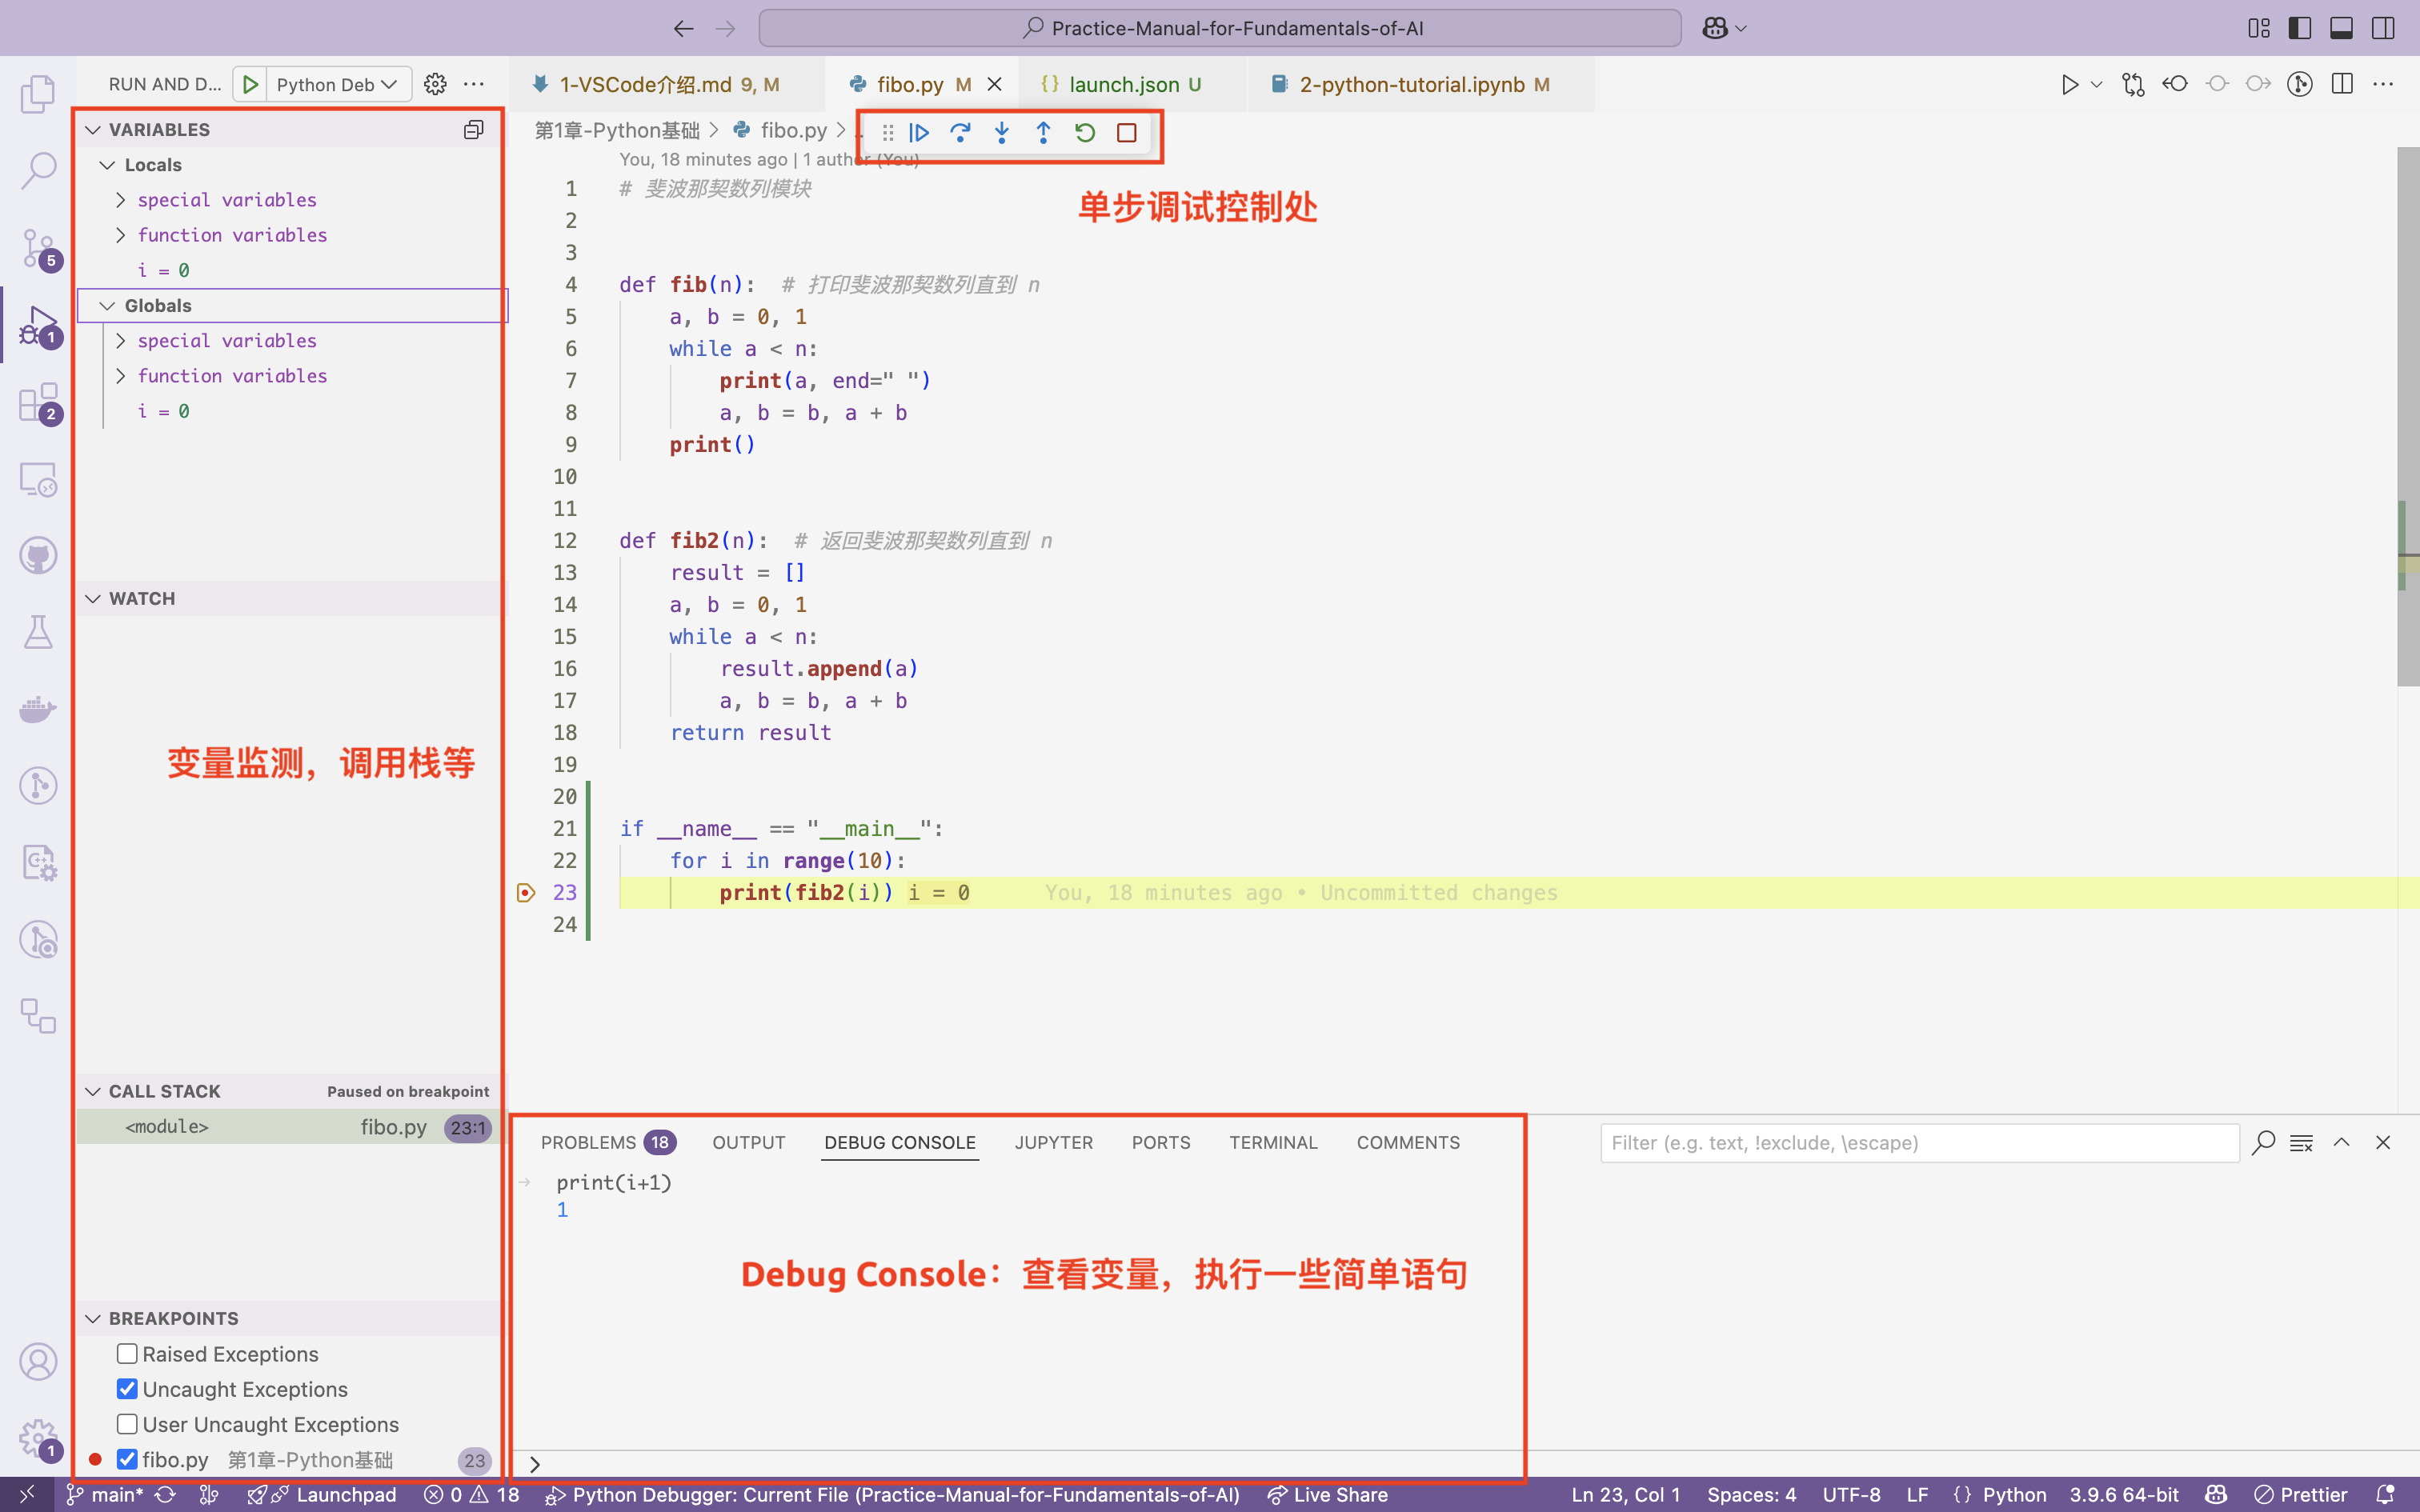 Practice-Manual-for-Fundamentals-of-AI
RUN AND D...
Python Deb
1-VSCode介绍.md 9, M
fibo.py M
launch.json U
2-python-tutorial.ipynb M
VARIABLES
Locals
special variables
function variables
i = 0
Globals
special variables
function variables
i = 0
WATCH
变量监测，调用栈等
CALL STACK
Paused on breakpoint
<module>
fibo.py
23:1
BREAKPOINTS
Raised Exceptions
Uncaught Exceptions
User Uncaught Exceptions
fibo.py 第1章-Python基础 23
5
1
2
1
第1章-Python基础 > fibo.py > .
You, 18 minutes ago | 1 author (You)
单步调试控制处
1 # 斐波那契数列模块
2
3
4 def fib(n):  # 打印斐波那契数列直到 n
5 a, b = 0, 1
6 while a < n:
7 print(a, end=" ")
8 a, b = b, a + b
9 print()
10
11
12 def fib2(n):  # 返回斐波那契数列直到 n
13 result = []
14 a, b = 0, 1
15 while a < n:
16 result.append(a)
17 a, b = b, a + b
18 return result
19
20
21 if __name__ == "__main__":
22 for i in range(10):
23 print(fib2(i)) i = 0 You, 18 minutes ago • Uncommitted changes
24
PROBLEMS 18 OUTPUT DEBUG CONSOLE JUPYTER PORTS TERMINAL COMMENTS
Filter (e.g. text, !exclude, \escape)
print(i+1)
1
Debug Console：查看变量，执行一些简单语句
main* Launchpad 0 18 Python Debugger: Current File (Practice-Manual-for-Fundamentals-of-AI) Live Share Ln 23, Col 1 Spaces: 4 UTF-8 LF {} Python 3.9.6 64-bit Prettier